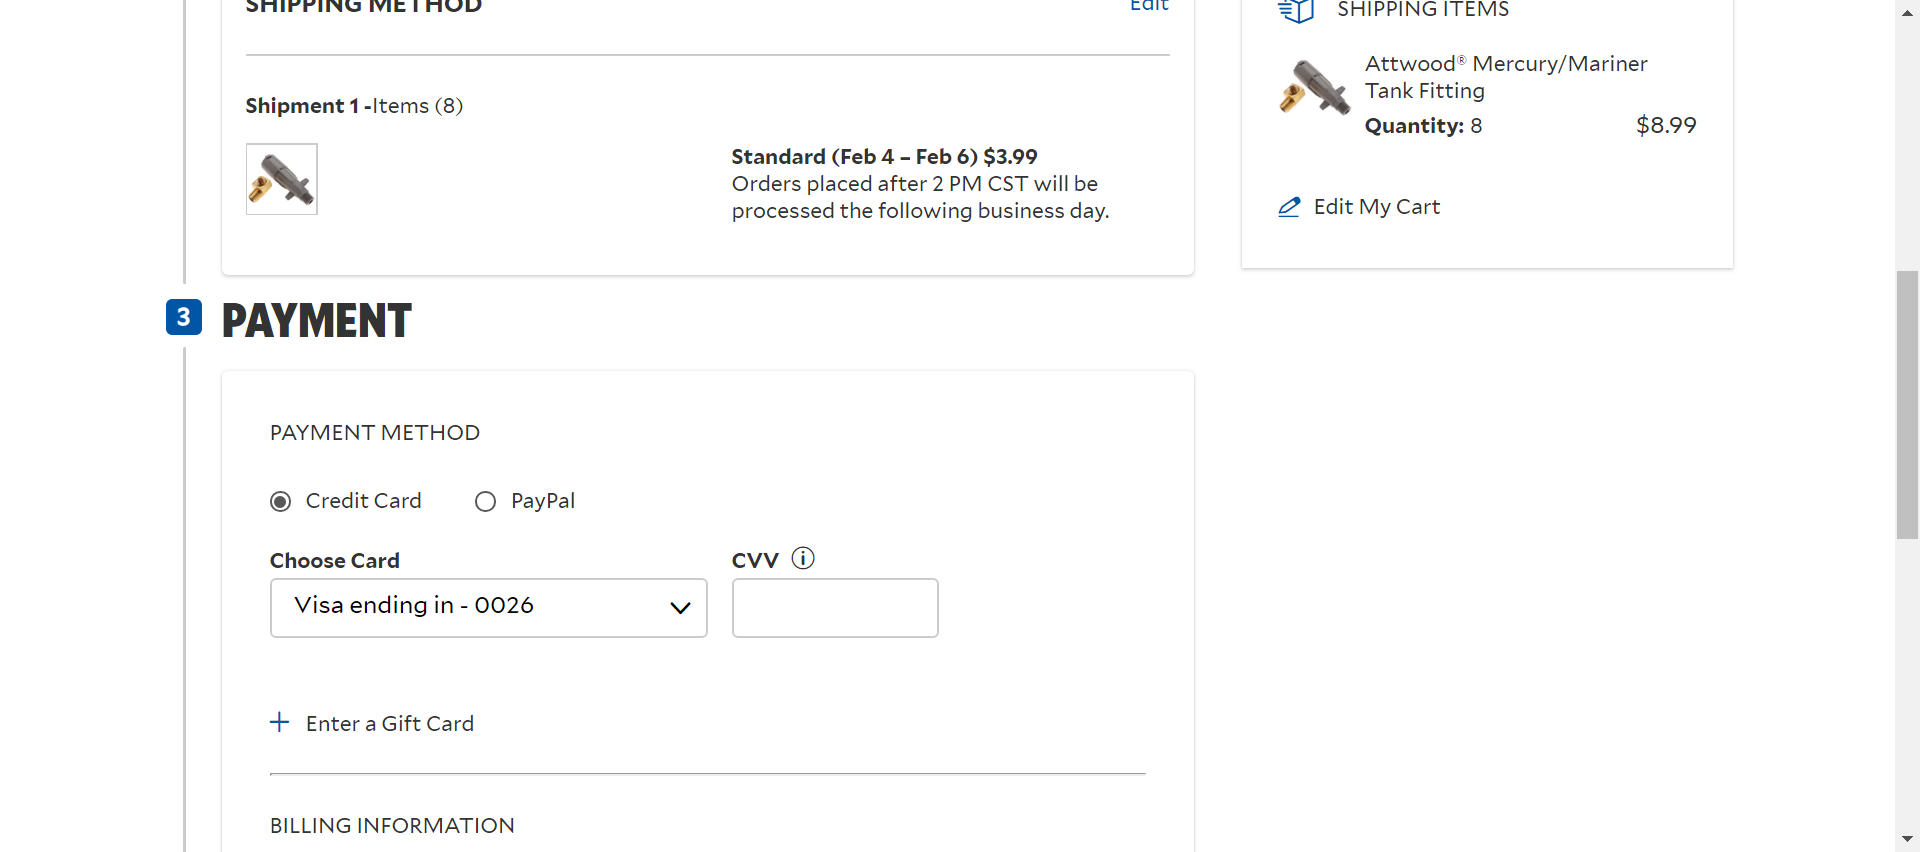 SHIPPING METHOD
Edit
Shipment 1 -Items (8)
Standard (Feb 4 – Feb 6) $3.99
Orders placed after 2 PM CST will be
processed the following business day.
SHIPPING ITEMS
Attwood® Mercury/Mariner
Tank Fitting
Quantity: 8
$8.99
Edit My Cart
3 PAYMENT
PAYMENT METHOD
Credit Card
PayPal
Choose Card
CVV
Visa ending in - 0026
Enter a Gift Card
BILLING INFORMATION